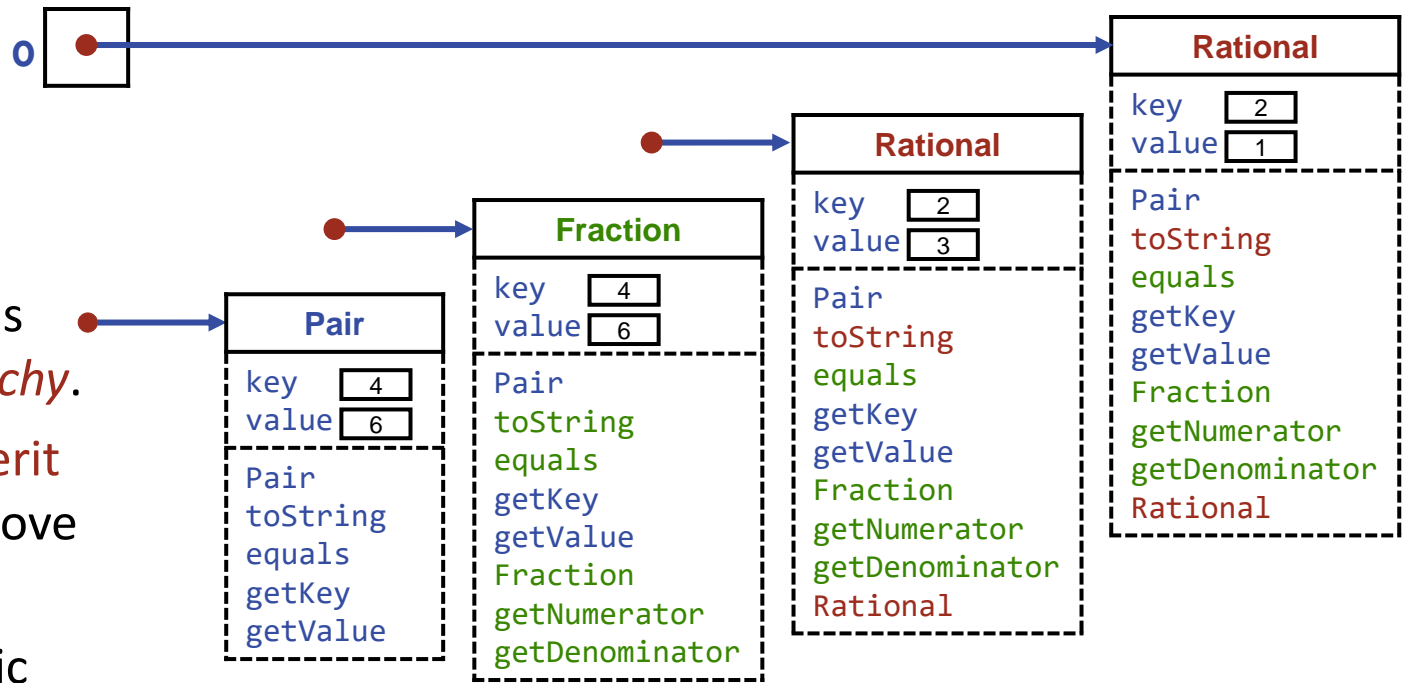 o
Rational
key 2
value 1
Pair
toString
equals
getKey
getValue
Fraction
getNumerator
getDenominator
Rational
Rational
key 2
value 3
Pair
toString
equals
getKey
getValue
Fraction
getNumerator
getDenominator
Rational
Fraction
key 4
value 6
Pair
toString
equals
getKey
getValue
Fraction
getNumerator
getDenominator
Pair
key 4
value 6
Pair
toString
equals
getKey
getValue
s
chy.
erit
ove
ic